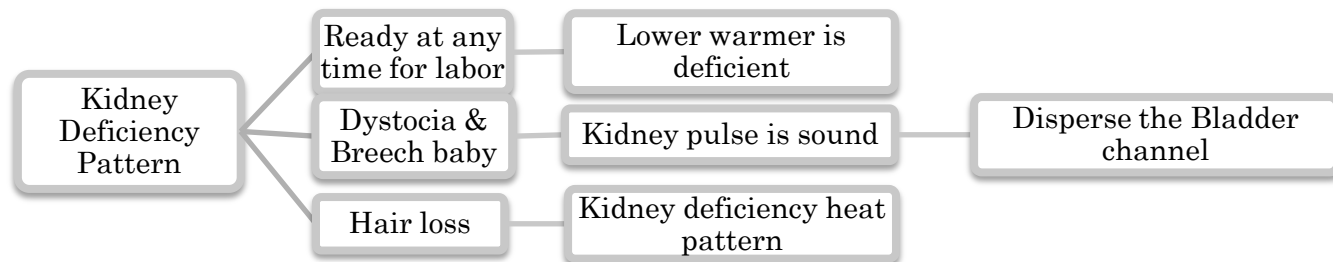 Kidney
Deficiency
Pattern
Ready at any
time for labor
Lower warmer is
deficient
Dystocia &
Breech baby
Kidney pulse is sound
Disperse the Bladder
channel
Hair loss
Kidney deficiency heat
pattern